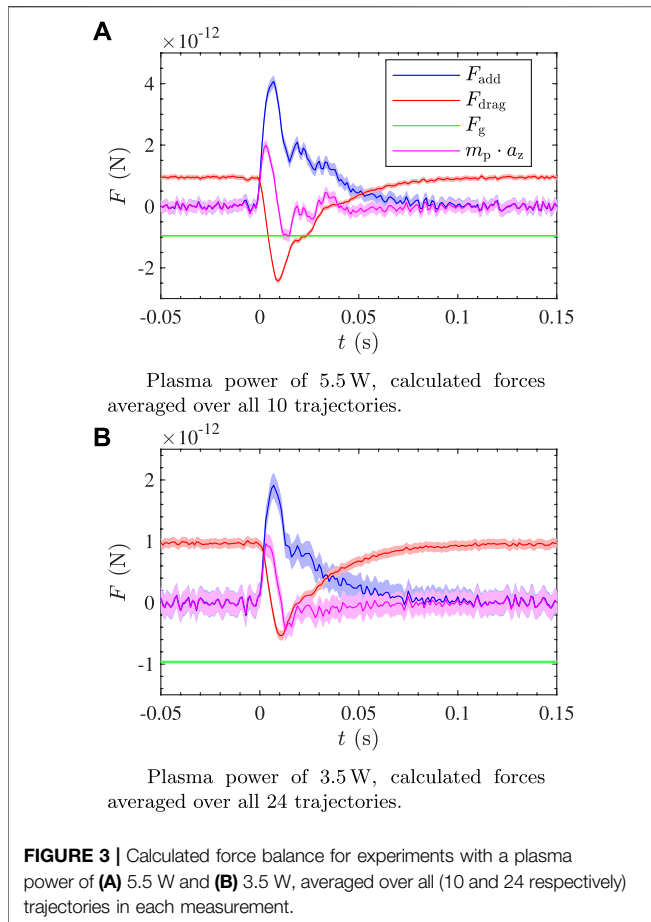 A
×10⁻¹²
4
2
0
-2
F (N)
F_add
F_drag
F_g
m_p · a_z
-0.05 0 0.05 0.1 0.15
t (s)
Plasma power of 5.5 W, calculated forces
averaged over all 10 trajectories.
B
×10⁻¹²
2
1
0
-1
F (N)
-0.05 0 0.05 0.1 0.15
t (s)
Plasma power of 3.5 W, calculated forces
averaged over all 24 trajectories.
FIGURE 3 | Calculated force balance for experiments with a plasma
power of (A) 5.5 W and (B) 3.5 W, averaged over all (10 and 24 respectively)
trajectories in each measurement.